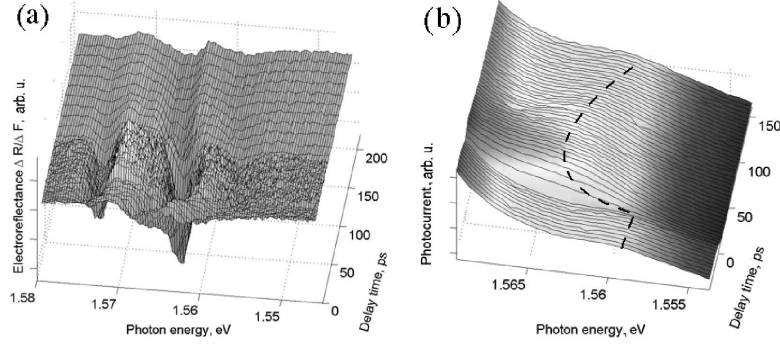 (a)
Electroreflectance Δ R/Δ F, arb. u.
1.58
1.57
1.56
1.55
Photon energy, eV
0
50
100
150
200
Delay time, ps
(b)
Photocurrent, arb. u.
1.565
1.56
1.555
Photon energy, eV
0
50
100
150
Delay time, ps